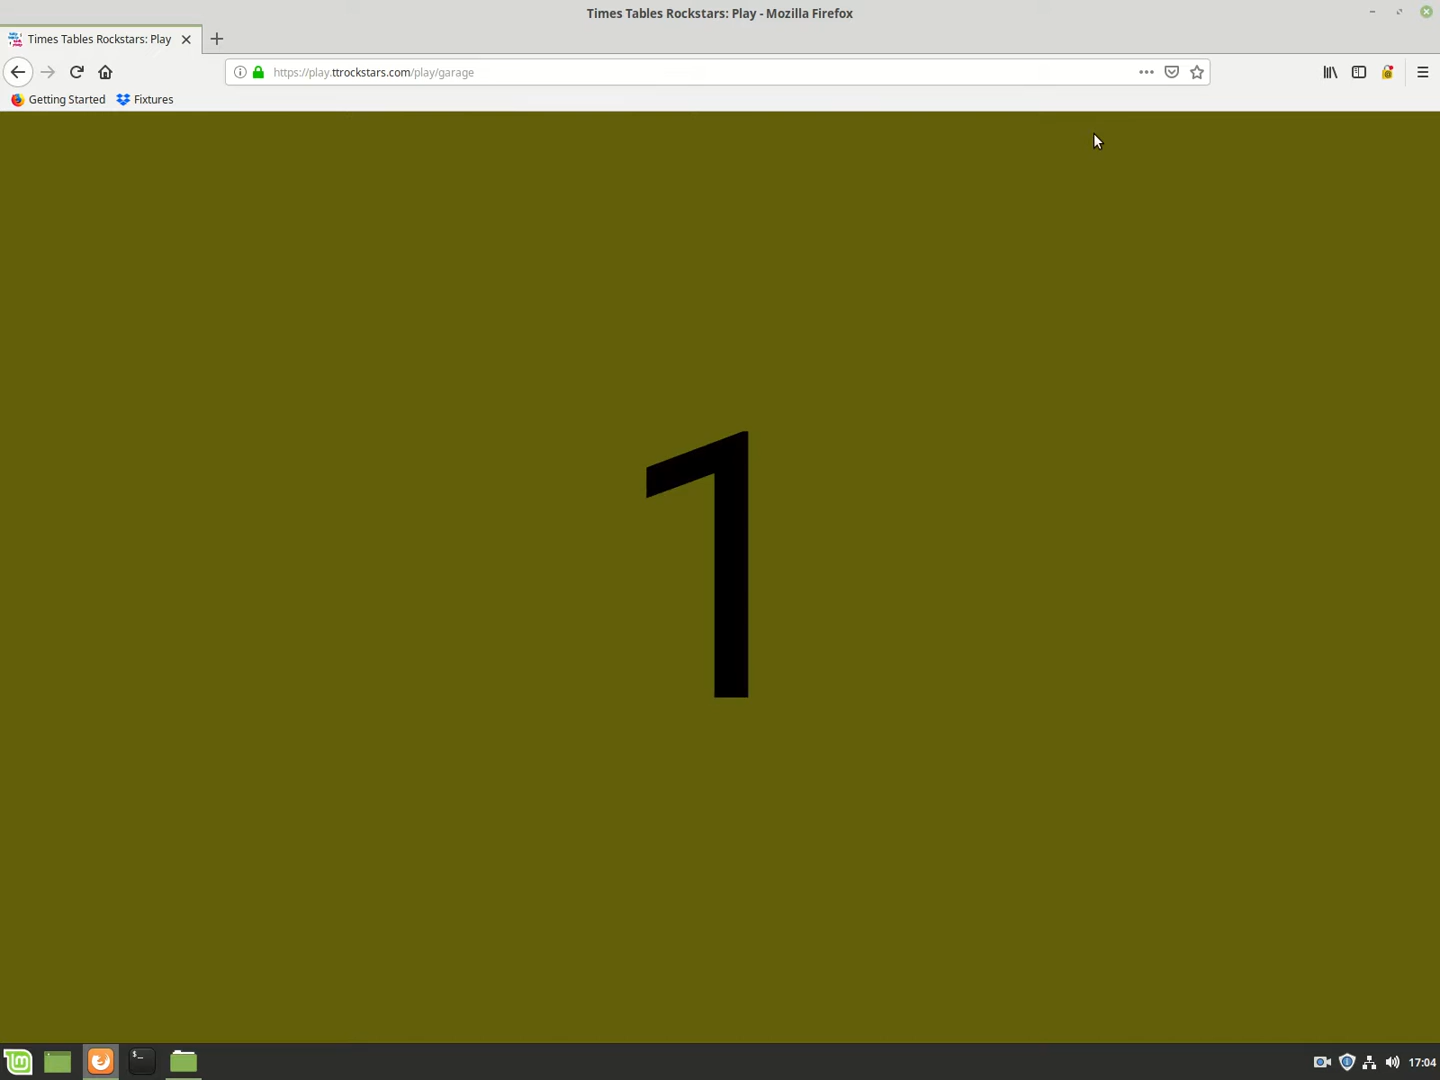 Times Tables Rockstars: Play - Mozilla Firefox
Times Tables Rockstars: Play
https://play.ttrockstars.com/play/garage
Getting Started Fixtures
1
17:04